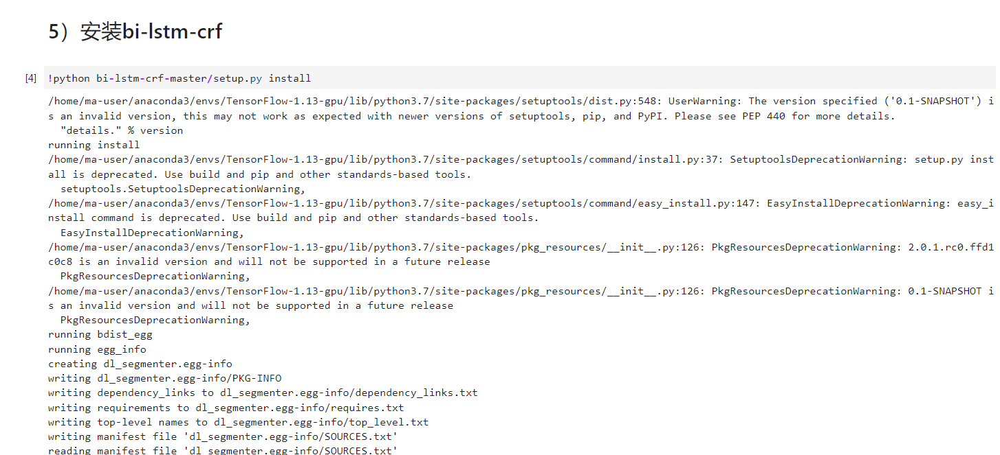 5）安装bi-lstm-crf
[4] !python bi-lstm-crf-master/setup.py install
/home/ma-user/anaconda3/envs/TensorFlow-1.13-gpu/lib/python3.7/site-packages/setuptools/dist.py:548: UserWarning: The version specified ('0.1-SNAPSHOT') i
s an invalid version, this may not work as expected with newer versions of setuptools, pip, and PyPI. Please see PEP 440 for more details.
  "details." % version
running install
/home/ma-user/anaconda3/envs/TensorFlow-1.13-gpu/lib/python3.7/site-packages/setuptools/command/install.py:37: SetuptoolsDeprecationWarning: setup.py inst
all is deprecated. Use build and pip and other standards-based tools.
  setuptools.SetuptoolsDeprecationWarning,
/home/ma-user/anaconda3/envs/TensorFlow-1.13-gpu/lib/python3.7/site-packages/setuptools/command/easy_install.py:147: EasyInstallDeprecationWarning: easy_i
nstall command is deprecated. Use build and pip and other standards-based tools.
  EasyInstallDeprecationWarning,
/home/ma-user/anaconda3/envs/TensorFlow-1.13-gpu/lib/python3.7/site-packages/pkg_resources/__init__.py:126: PkgResourcesDeprecationWarning: 2.0.1.rc0.ffd1
c0c8 is an invalid version and will not be supported in a future release
  PkgResourcesDeprecationWarning,
/home/ma-user/anaconda3/envs/TensorFlow-1.13-gpu/lib/python3.7/site-packages/pkg_resources/__init__.py:126: PkgResourcesDeprecationWarning: 0.1-SNAPSHOT i
s an invalid version and will not be supported in a future release
  PkgResourcesDeprecationWarning,
running bdist_egg
running egg_info
creating dl_segmenter.egg-info
writing dl_segmenter.egg-info/PKG-INFO
writing dependency_links to dl_segmenter.egg-info/dependency_links.txt
writing requirements to dl_segmenter.egg-info/requires.txt
writing top-level names to dl_segmenter.egg-info/top_level.txt
writing manifest file 'dl_segmenter.egg-info/SOURCES.txt'
reading manifest file 'dl_segmenter.egg-info/SOURCES.txt'